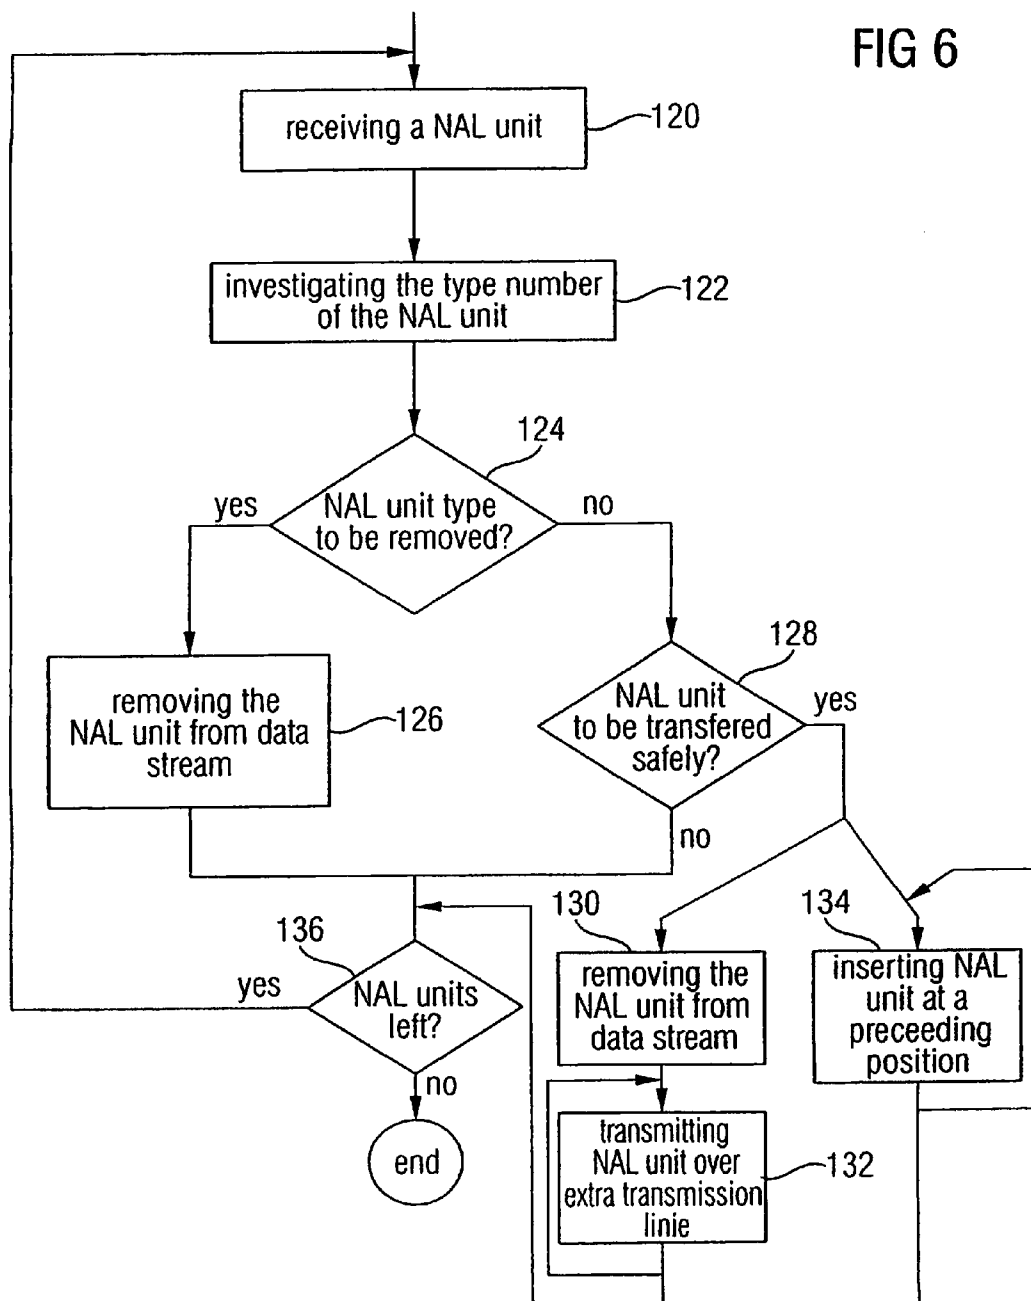 FIG 6
receiving a NAL unit
120
investigating the type number
of the NAL unit
122
124
NAL unit type
to be removed?
yes
no
128
NAL unit
to be transfered
safely?
yes
no
removing the
NAL unit from data
stream
126
136
NAL units
left?
yes
no
end
130
removing the
NAL unit from
data stream
134
inserting NAL
unit at a
preceeding
position
transmitting
NAL unit over
extra transmission
linie
132